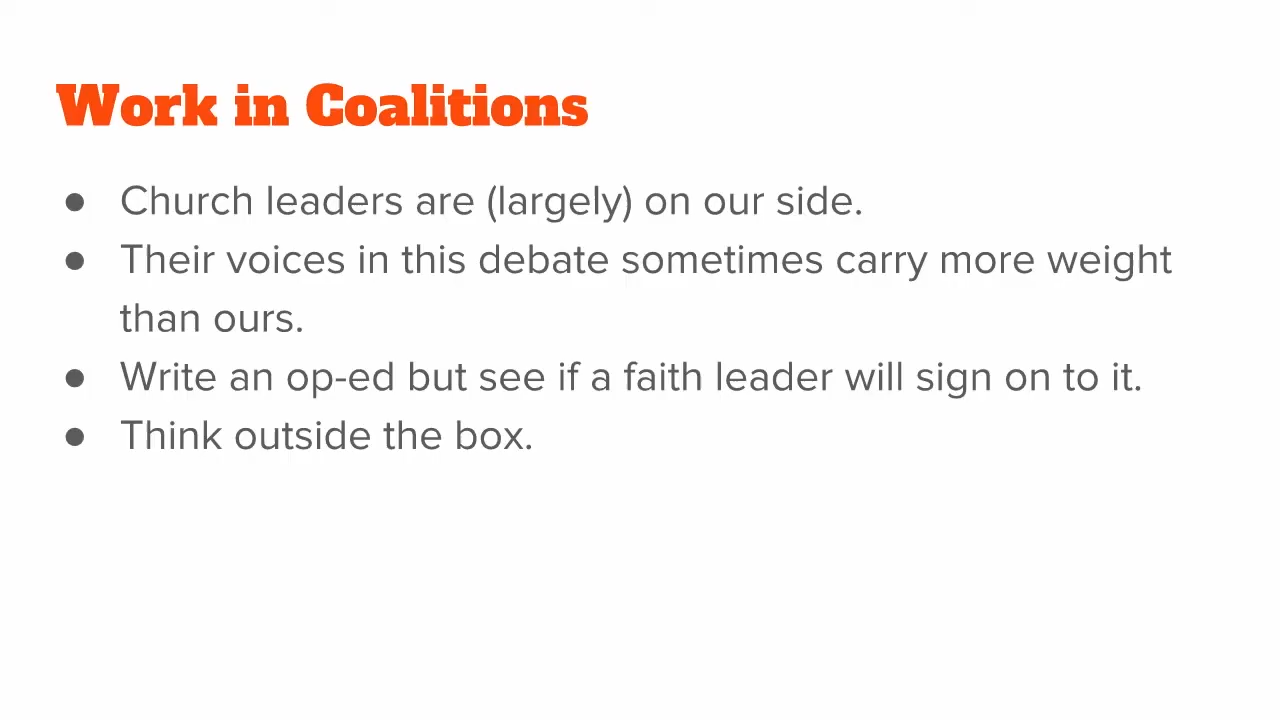 Work in Coalitions
● Church leaders are (largely) on our side.
● Their voices in this debate sometimes carry more weight
than ours.
● Write an op-ed but see if a faith leader will sign on to it.
● Think outside the box.